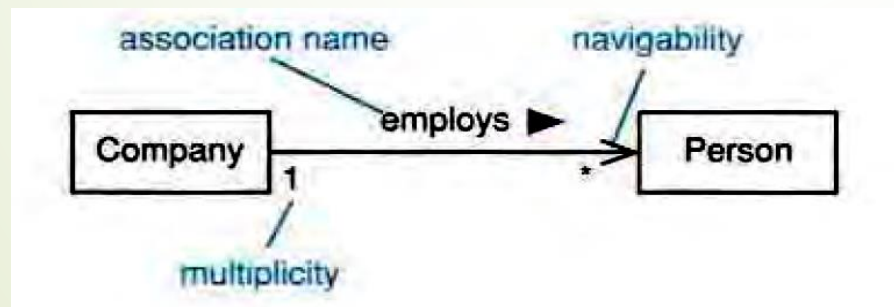 association name
navigability
employs ►
Company
Person
1
*
multiplicity